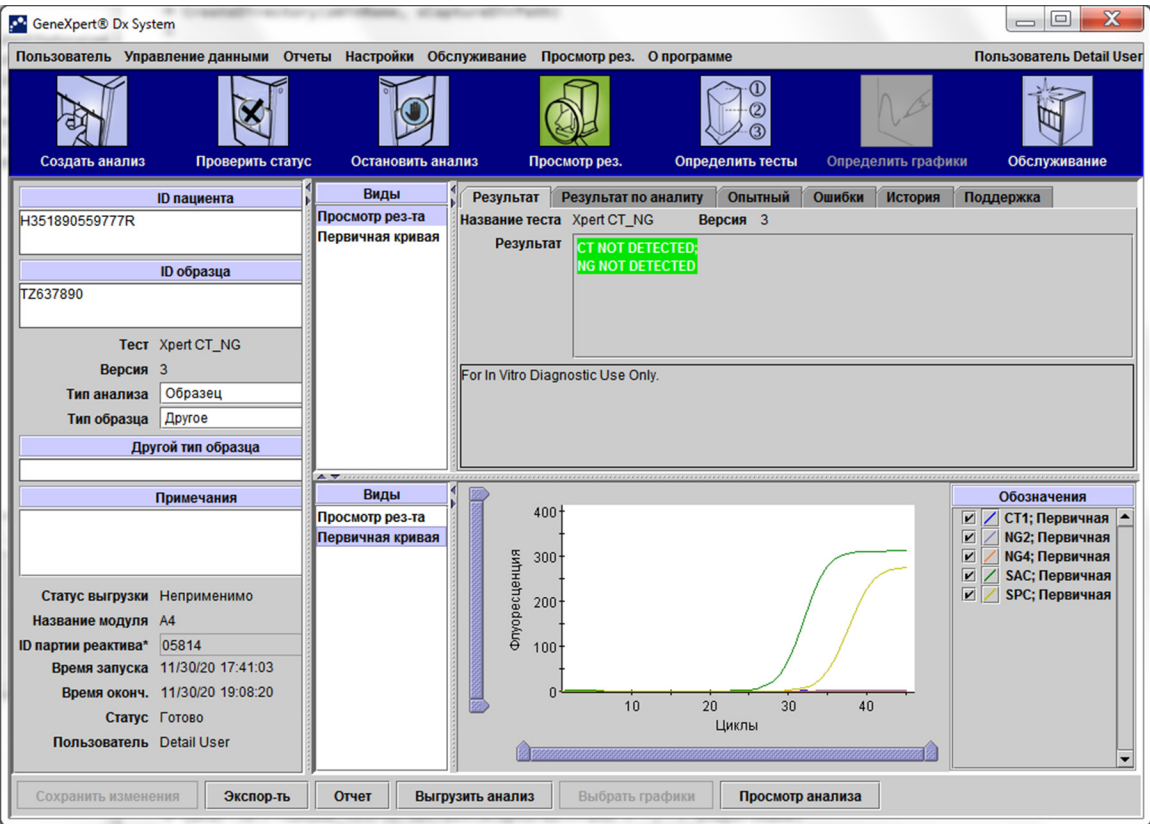 GeneXpert® Dx System
Пользователь Управление данными Отчеты Настройки Обслуживание Просмотр рез. О программе Пользователь Detail User
Создать анализ Проверить статус Остановить анализ Просмотр рез. Определить тесты Определить графики Обслуживание
ID пациента
H351890559777R
ID образца
TZ637890
Тест Xpert CT_NG
Версия 3
Тип анализа Образец
Тип образца Другое
Другой тип образца
Примечания
Статус выгрузки Неприменимо
Название модуля A4
ID партии реактива* 05814
Время запуска 11/30/20 17:41:03
Время оконч. 11/30/20 19:08:20
Статус Готово
Пользователь Detail User
Виды
Просмотр рез-та
Первичная кривая
Результат Результат по аналиту Опытный Ошибки История Поддержка
Название теста Xpert CT_NG Версия 3
Результат CT NOT DETECTED;
NG NOT DETECTED
For In Vitro Diagnostic Use Only.
Виды
Просмотр рез-та
Первичная кривая
Флуоресценция
400
300
200
100
0
10 20 30 40
Циклы
Обозначения
CT1; Первичная
NG2; Первичная
NG4; Первичная
SAC; Первичная
SPC; Первичная
Сохранить изменения Экспор-ть Отчет Выгрузить анализ Выбрать графики Просмотр анализа